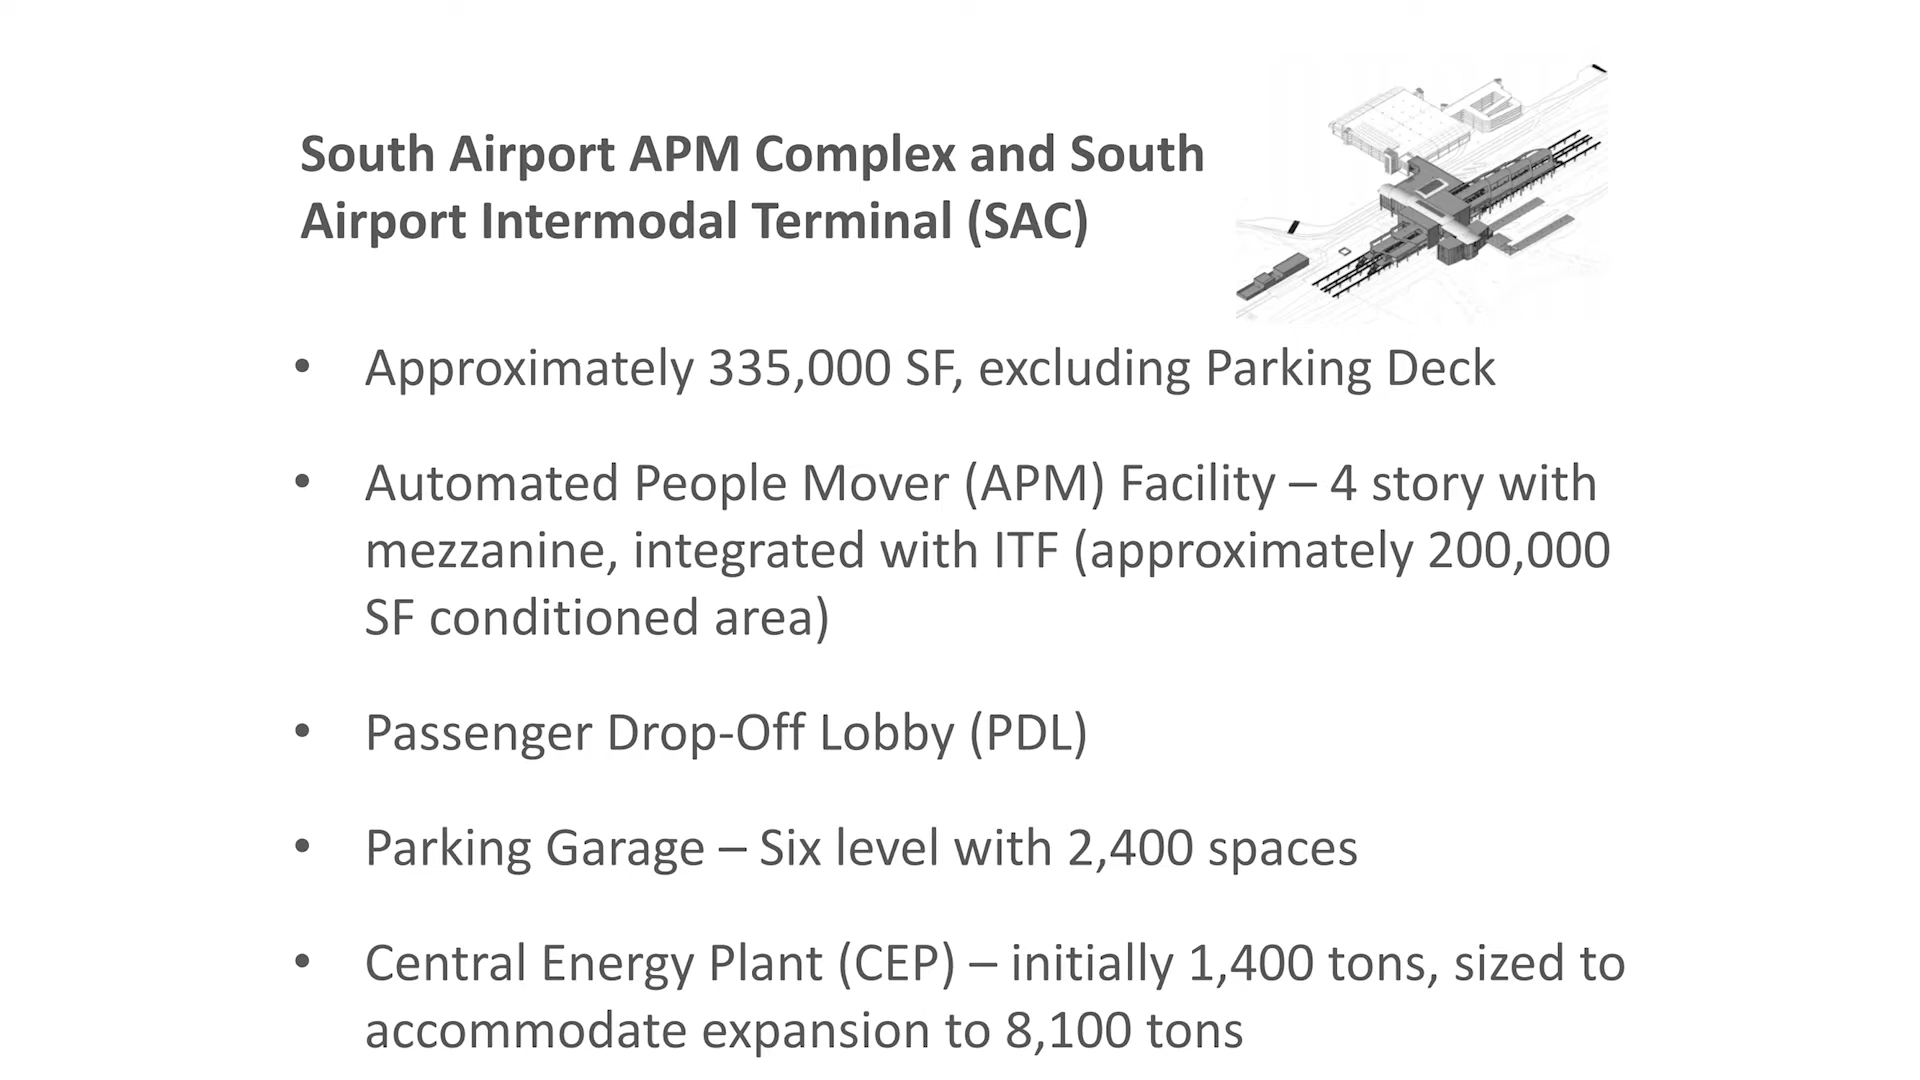 South Airport APM Complex and South
Airport Intermodal Terminal (SAC)
• Approximately 335,000 SF, excluding Parking Deck
• Automated People Mover (APM) Facility – 4 story with
mezzanine, integrated with ITF (approximately 200,000
SF conditioned area)
• Passenger Drop-Off Lobby (PDL)
• Parking Garage – Six level with 2,400 spaces
• Central Energy Plant (CEP) – initially 1,400 tons, sized to
accommodate expansion to 8,100 tons